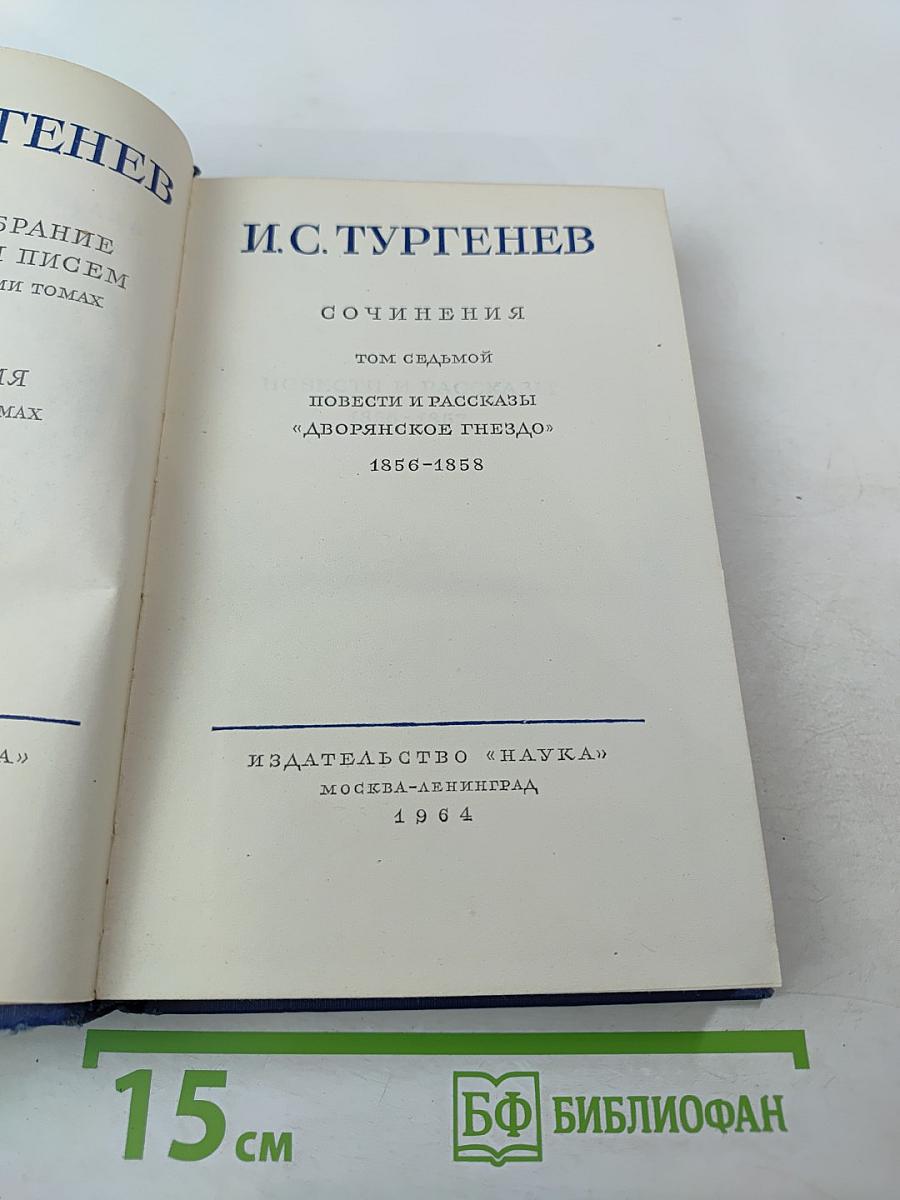 ГЕНЕВ
БРАНИЕ
И ПИСЕМ
МИ ТОМАХ
ИЯ
МАХ
А»
И. С. ТУРГЕНЕВ
СОЧИНЕНИЯ
ТОМ СЕДЬМОЙ
ПОВЕСТИ И РАССКАЗЫ
«ДВОРЯНСКОЕ ГНЕЗДО»
1856-1858
ИЗДАТЕЛЬСТВО «НАУКА»
МОСКВА-ЛЕНИНГРАД
1964
15 см
БФ БИБЛИОФАН